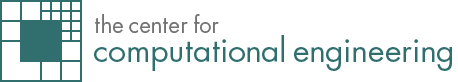 the center for
computational engineering